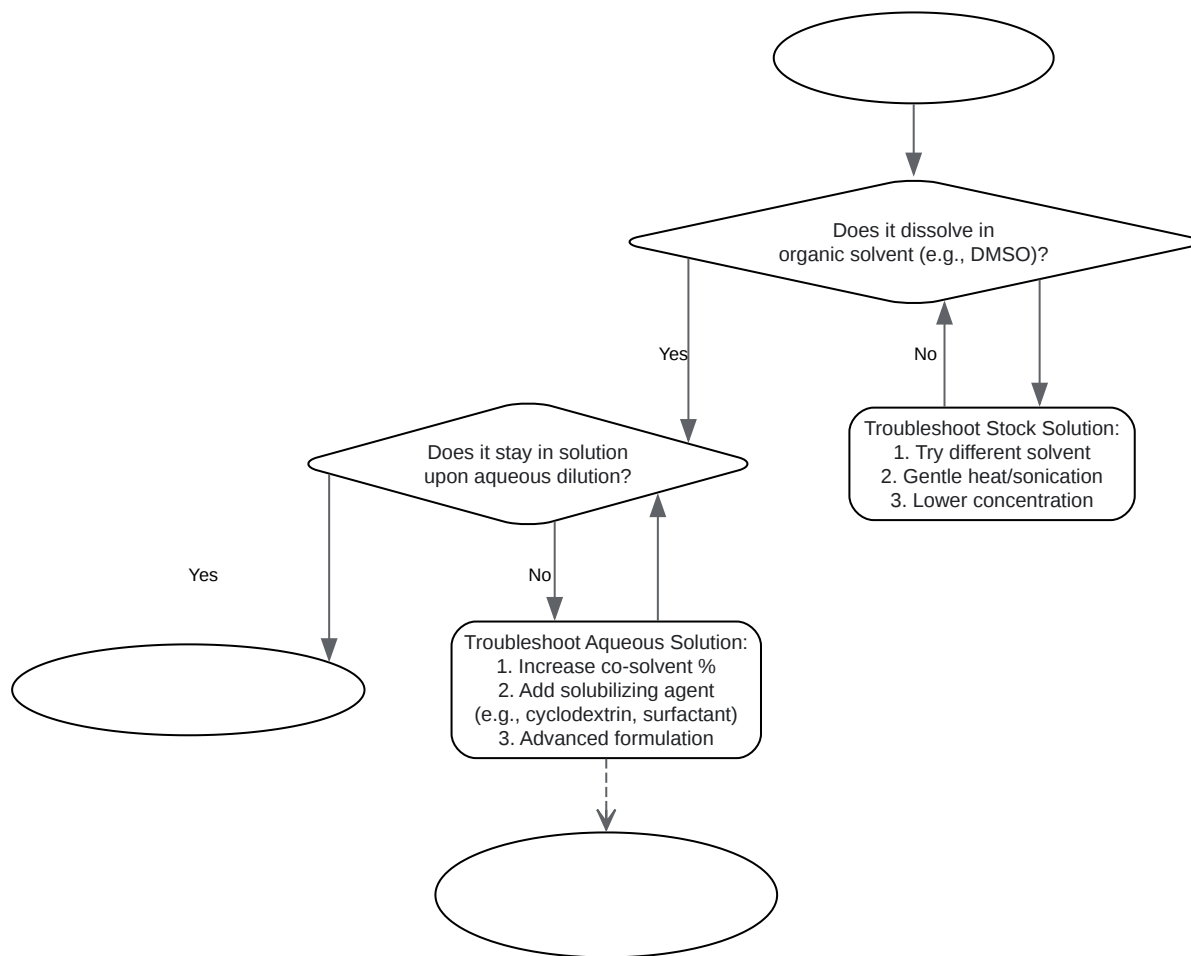 Does it dissolve in
organic solvent (e.g., DMSO)?
Yes
No
Troubleshoot Stock Solution:
1. Try different solvent
2. Gentle heat/sonication
3. Lower concentration
Does it stay in solution
upon aqueous dilution?
Yes
No
Troubleshoot Aqueous Solution:
1. Increase co-solvent %
2. Add solubilizing agent
(e.g., cyclodextrin, surfactant)
3. Advanced formulation